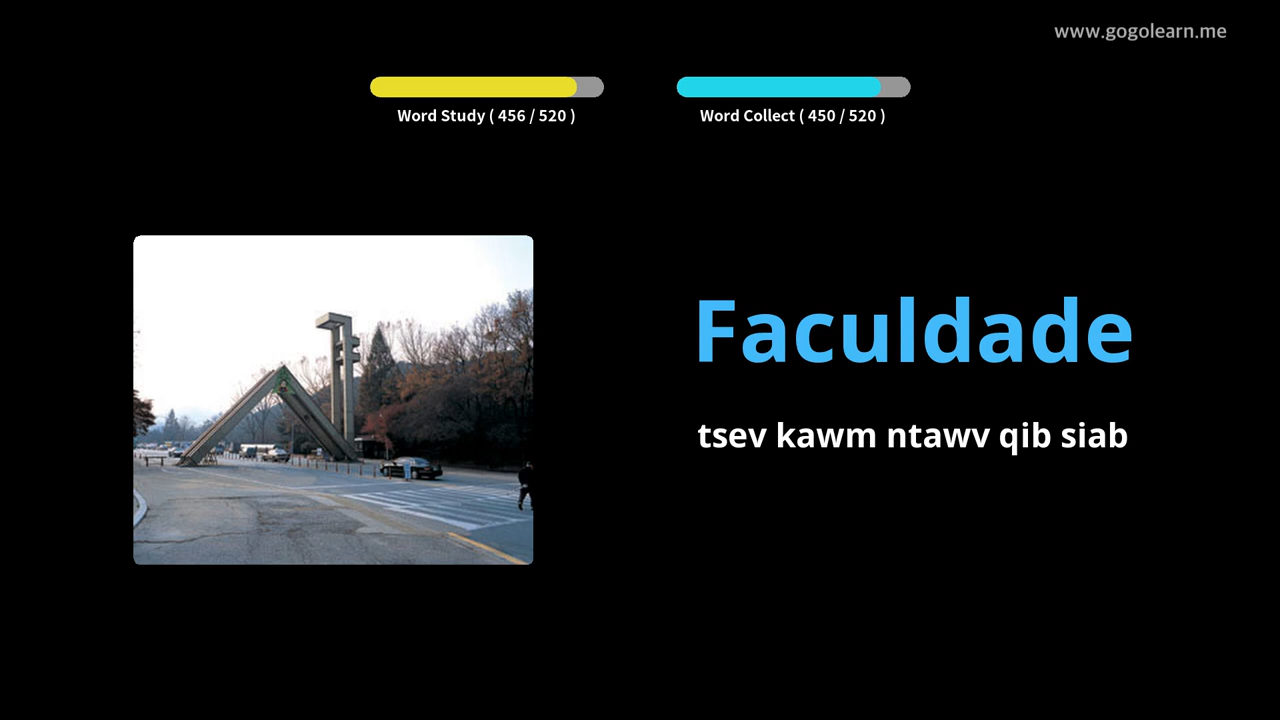 www.gogolearn.me
Word Study ( 456 / 520 )
Word Collect ( 450 / 520 )
Faculdade
tsev kawm ntawv qib siab